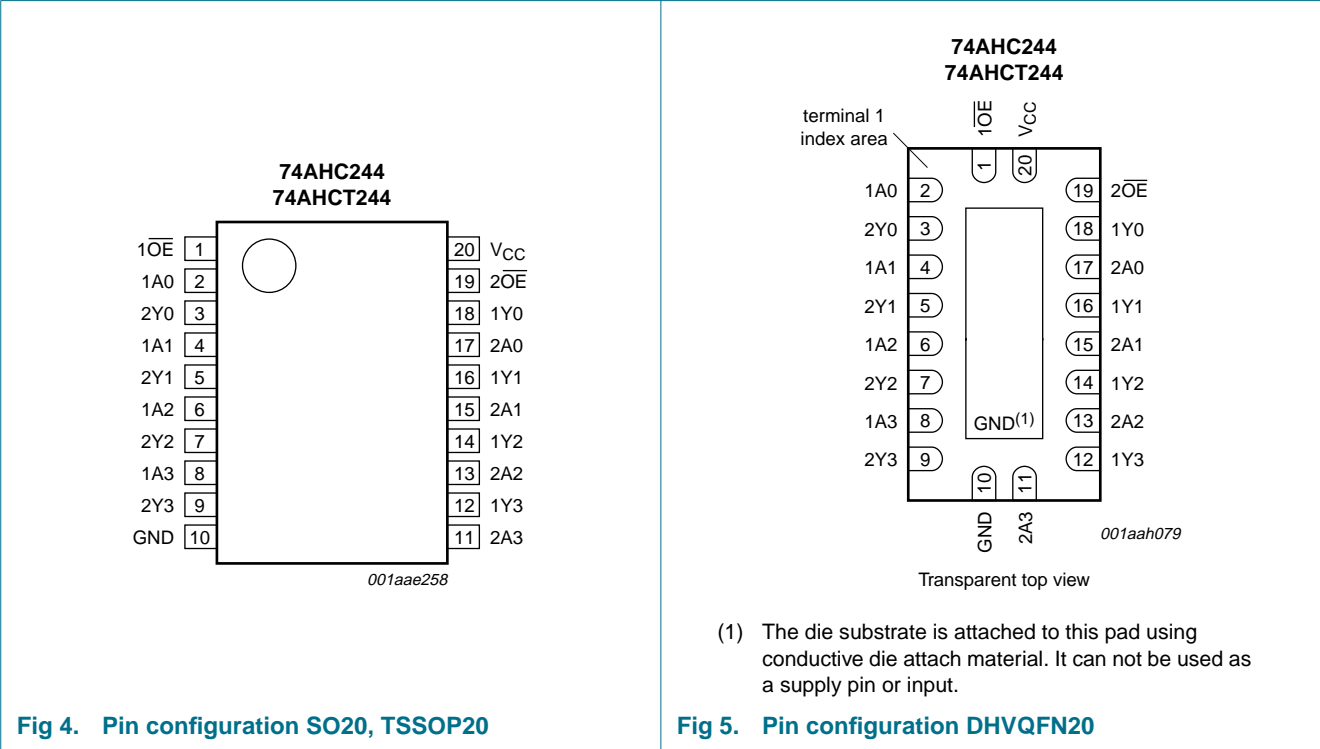 74AHC244
74AHCT244
1O̅E̅ 1
1A0 2
2Y0 3
1A1 4
2Y1 5
1A2 6
2Y2 7
1A3 8
2Y3 9
GND 10
20 VCC
19 2O̅E̅
18 1Y0
17 2A0
16 1Y1
15 2A1
14 1Y2
13 2A2
12 1Y3
11 2A3
001aae258
Fig 4. Pin configuration SO20, TSSOP20
74AHC244
74AHCT244
terminal 1
index area
1O̅E̅
VCC
1
20
1A0 2
2Y0 3
1A1 4
2Y1 5
1A2 6
2Y2 7
1A3 8
2Y3 9
19 2O̅E̅
18 1Y0
17 2A0
16 1Y1
15 2A1
14 1Y2
13 2A2
12 1Y3
GND(1)
10
11
GND
2A3
001aah079
Transparent top view
(1) The die substrate is attached to this pad using
conductive die attach material. It can not be used as
a supply pin or input.
Fig 5. Pin configuration DHVQFN20